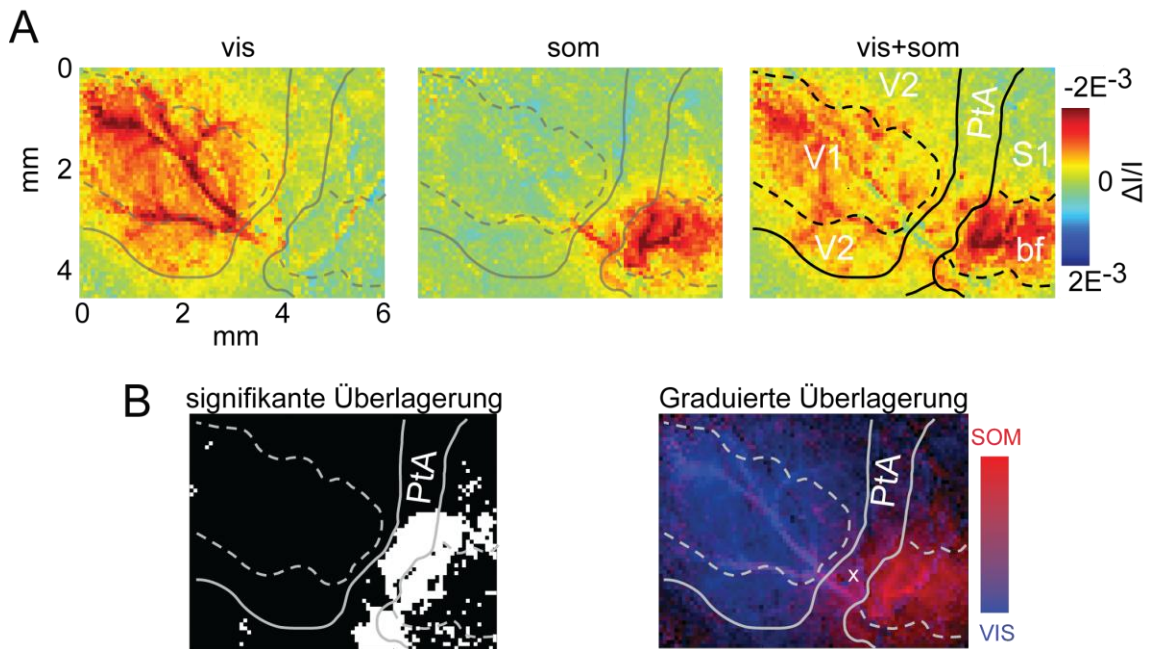 A
vis
som
vis+som
0
2
4
mm
0
2
4
6
mm
V2
PtA
V1
S1
V2
bf
-2E⁻³
0
2E⁻³
ΔI/I
B
signifikante Überlagerung
PtA
Graduierte Überlagerung
PtA
x
SOM
VIS